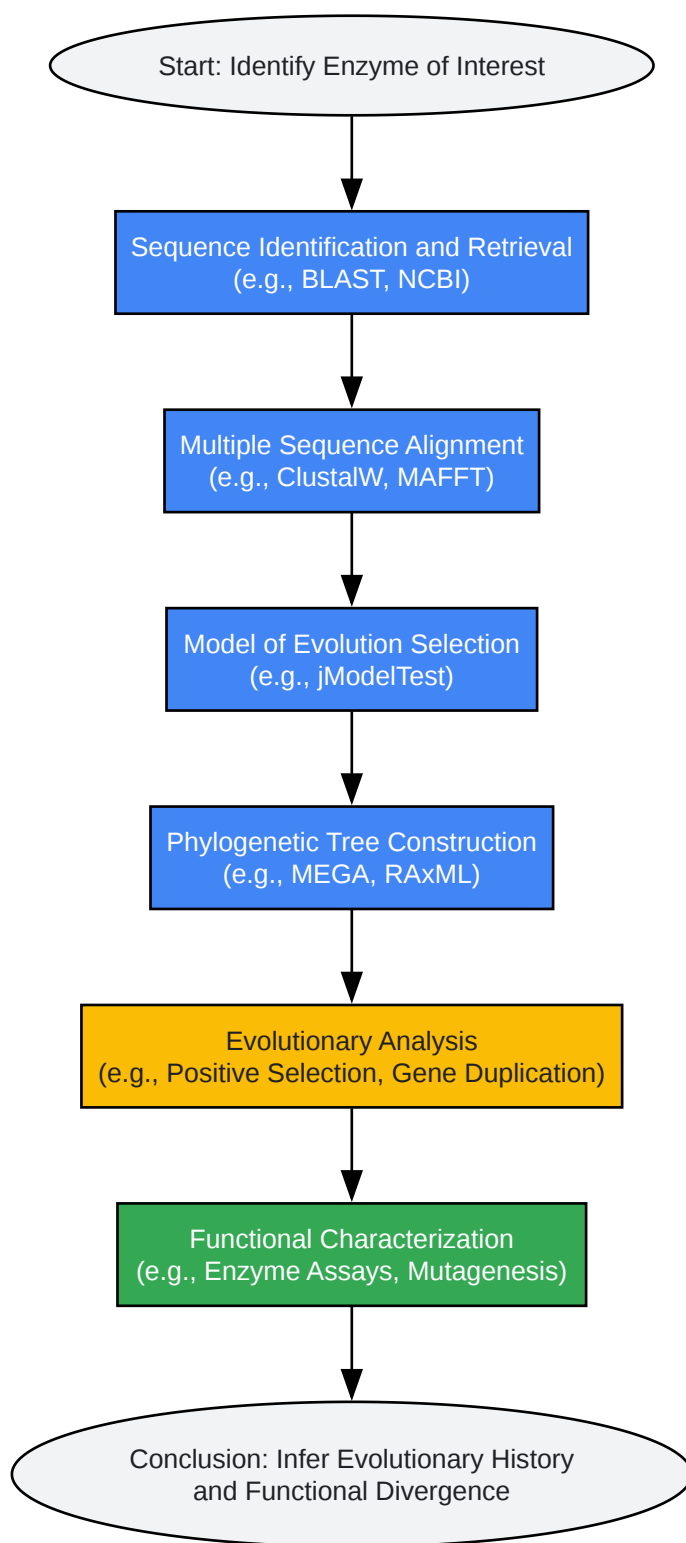 Start: Identify Enzyme of Interest
Sequence Identification and Retrieval
(e.g., BLAST, NCBI)
Multiple Sequence Alignment
(e.g., ClustalW, MAFFT)
Model of Evolution Selection
(e.g., jModelTest)
Phylogenetic Tree Construction
(e.g., MEGA, RAxML)
Evolutionary Analysis
(e.g., Positive Selection, Gene Duplication)
Functional Characterization
(e.g., Enzyme Assays, Mutagenesis)
Conclusion: Infer Evolutionary History
and Functional Divergence